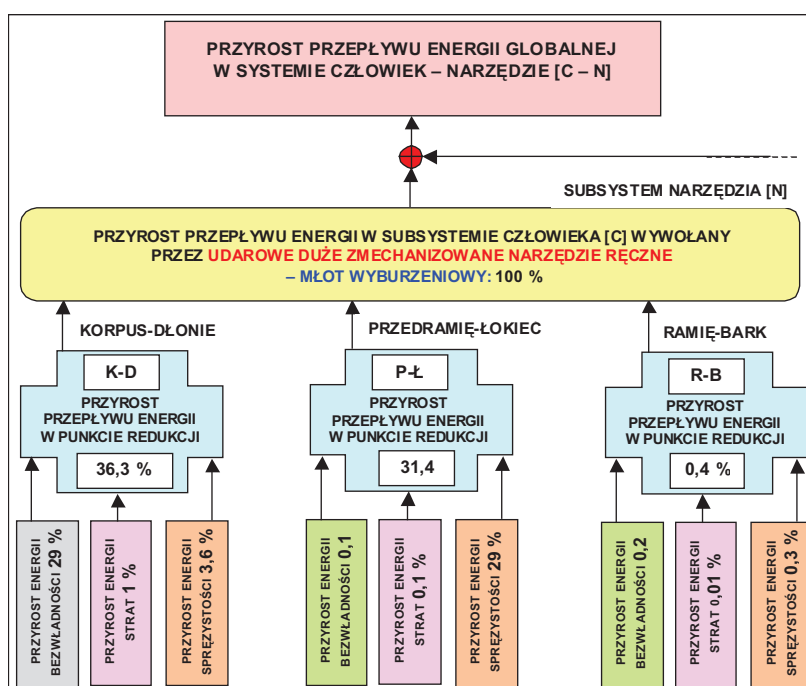 PRZYROST PRZEPŁYWU ENERGII GLOBALNEJ
W SYSTEMIE CZŁOWIEK – NARZĘDZIE [C – N]
SUBSYSTEM NARZĘDZIA [N]
PRZYROST PRZEPŁYWU ENERGII W SUBSYSTEMIE CZŁOWIEKA [C] WYWOŁANY
PRZEZ UDAROWE DUŻE ZMECHANIZOWANE NARZĘDZIE RĘCZNE
– MŁOT WYBURZENIOWY: 100 %
KORPUS-DŁONIE
K-D
PRZYROST
PRZEPŁYWU ENERGII
W PUNKCIE REDUKCJI
36,3 %
PRZYROST ENERGII
BEZWŁADNOŚCI 29 %
PRZYROST ENERGII
STRAT 1 %
PRZYROST ENERGII
SPRĘZYSTOŚCI 3,6 %
PRZEDRAMIĘ-ŁOKIEC
P-Ł
PRZYROST
PRZEPŁYWU ENERGII
W PUNKCIE REDUKCJI
31,4
PRZYROST ENERGII
BEZWŁADNOŚCI 0,1
PRZYROST ENERGII
STRAT 0,1 %
PRZYROST ENERGII
SPRĘZYSTOŚCI 29 %
RAMIĘ-BARK
R-B
PRZYROST
PRZEPŁYWU ENERGII
W PUNKCIE REDUKCJI
0,4 %
PRZYROST ENERGII
BEZWŁADNOŚCI 0,2
PRZYROST ENERGII
STRAT 0,01 %
PRZYROST ENERGII
SPRĘZYSTOŚCI 0,3 %